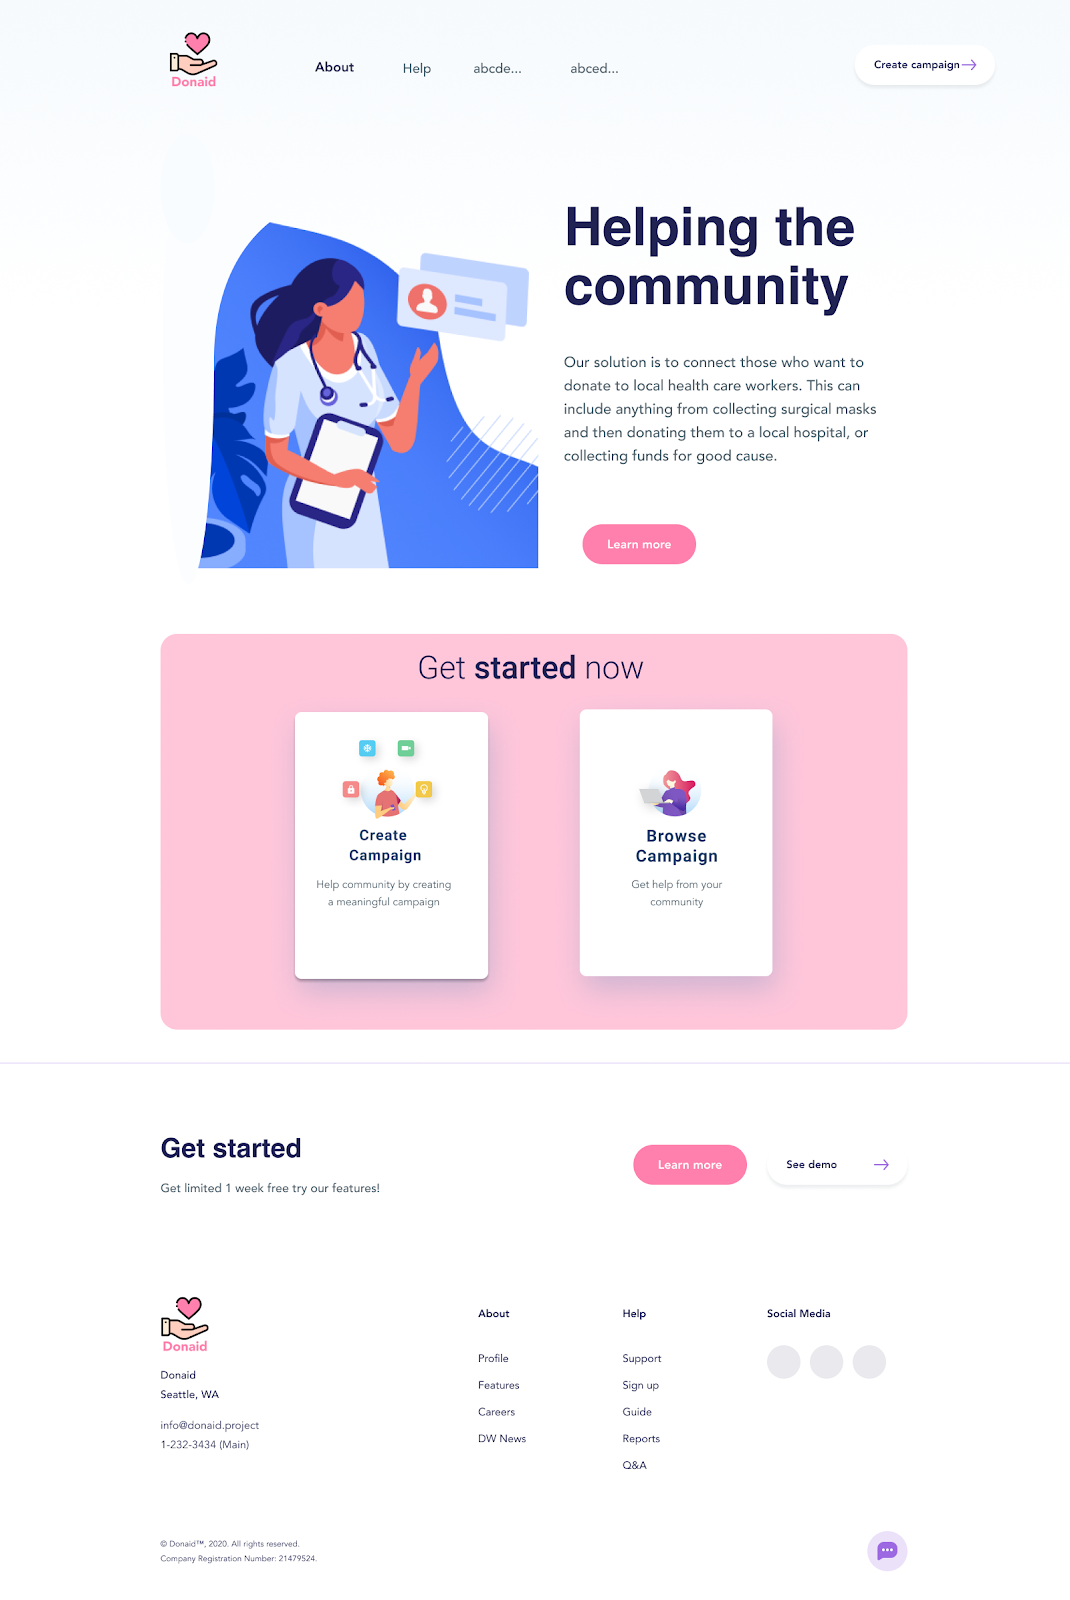 Donaid
About
Help
abcde...
abced...
Create campaign
Helping the
community
Our solution is to connect those who want to
donate to local health care workers. This can
include anything from collecting surgical masks
and then donating them to a local hospital, or
collecting funds for good cause.
Learn more
Get started now
Create
Campaign
Help community by creating
a meaningful campaign
Browse
Campaign
Get help from your
community
Get started
Get limited 1 week free try our features!
Learn more
See demo
Donaid
Donaid
Seattle, WA
info@donaid.project
1-232-3434 (Main)
About
Profile
Features
Careers
DW News
Help
Support
Sign up
Guide
Reports
Q&A
Social Media
© Donaid™, 2020. All rights reserved.
Company Registration Number: 21479524.